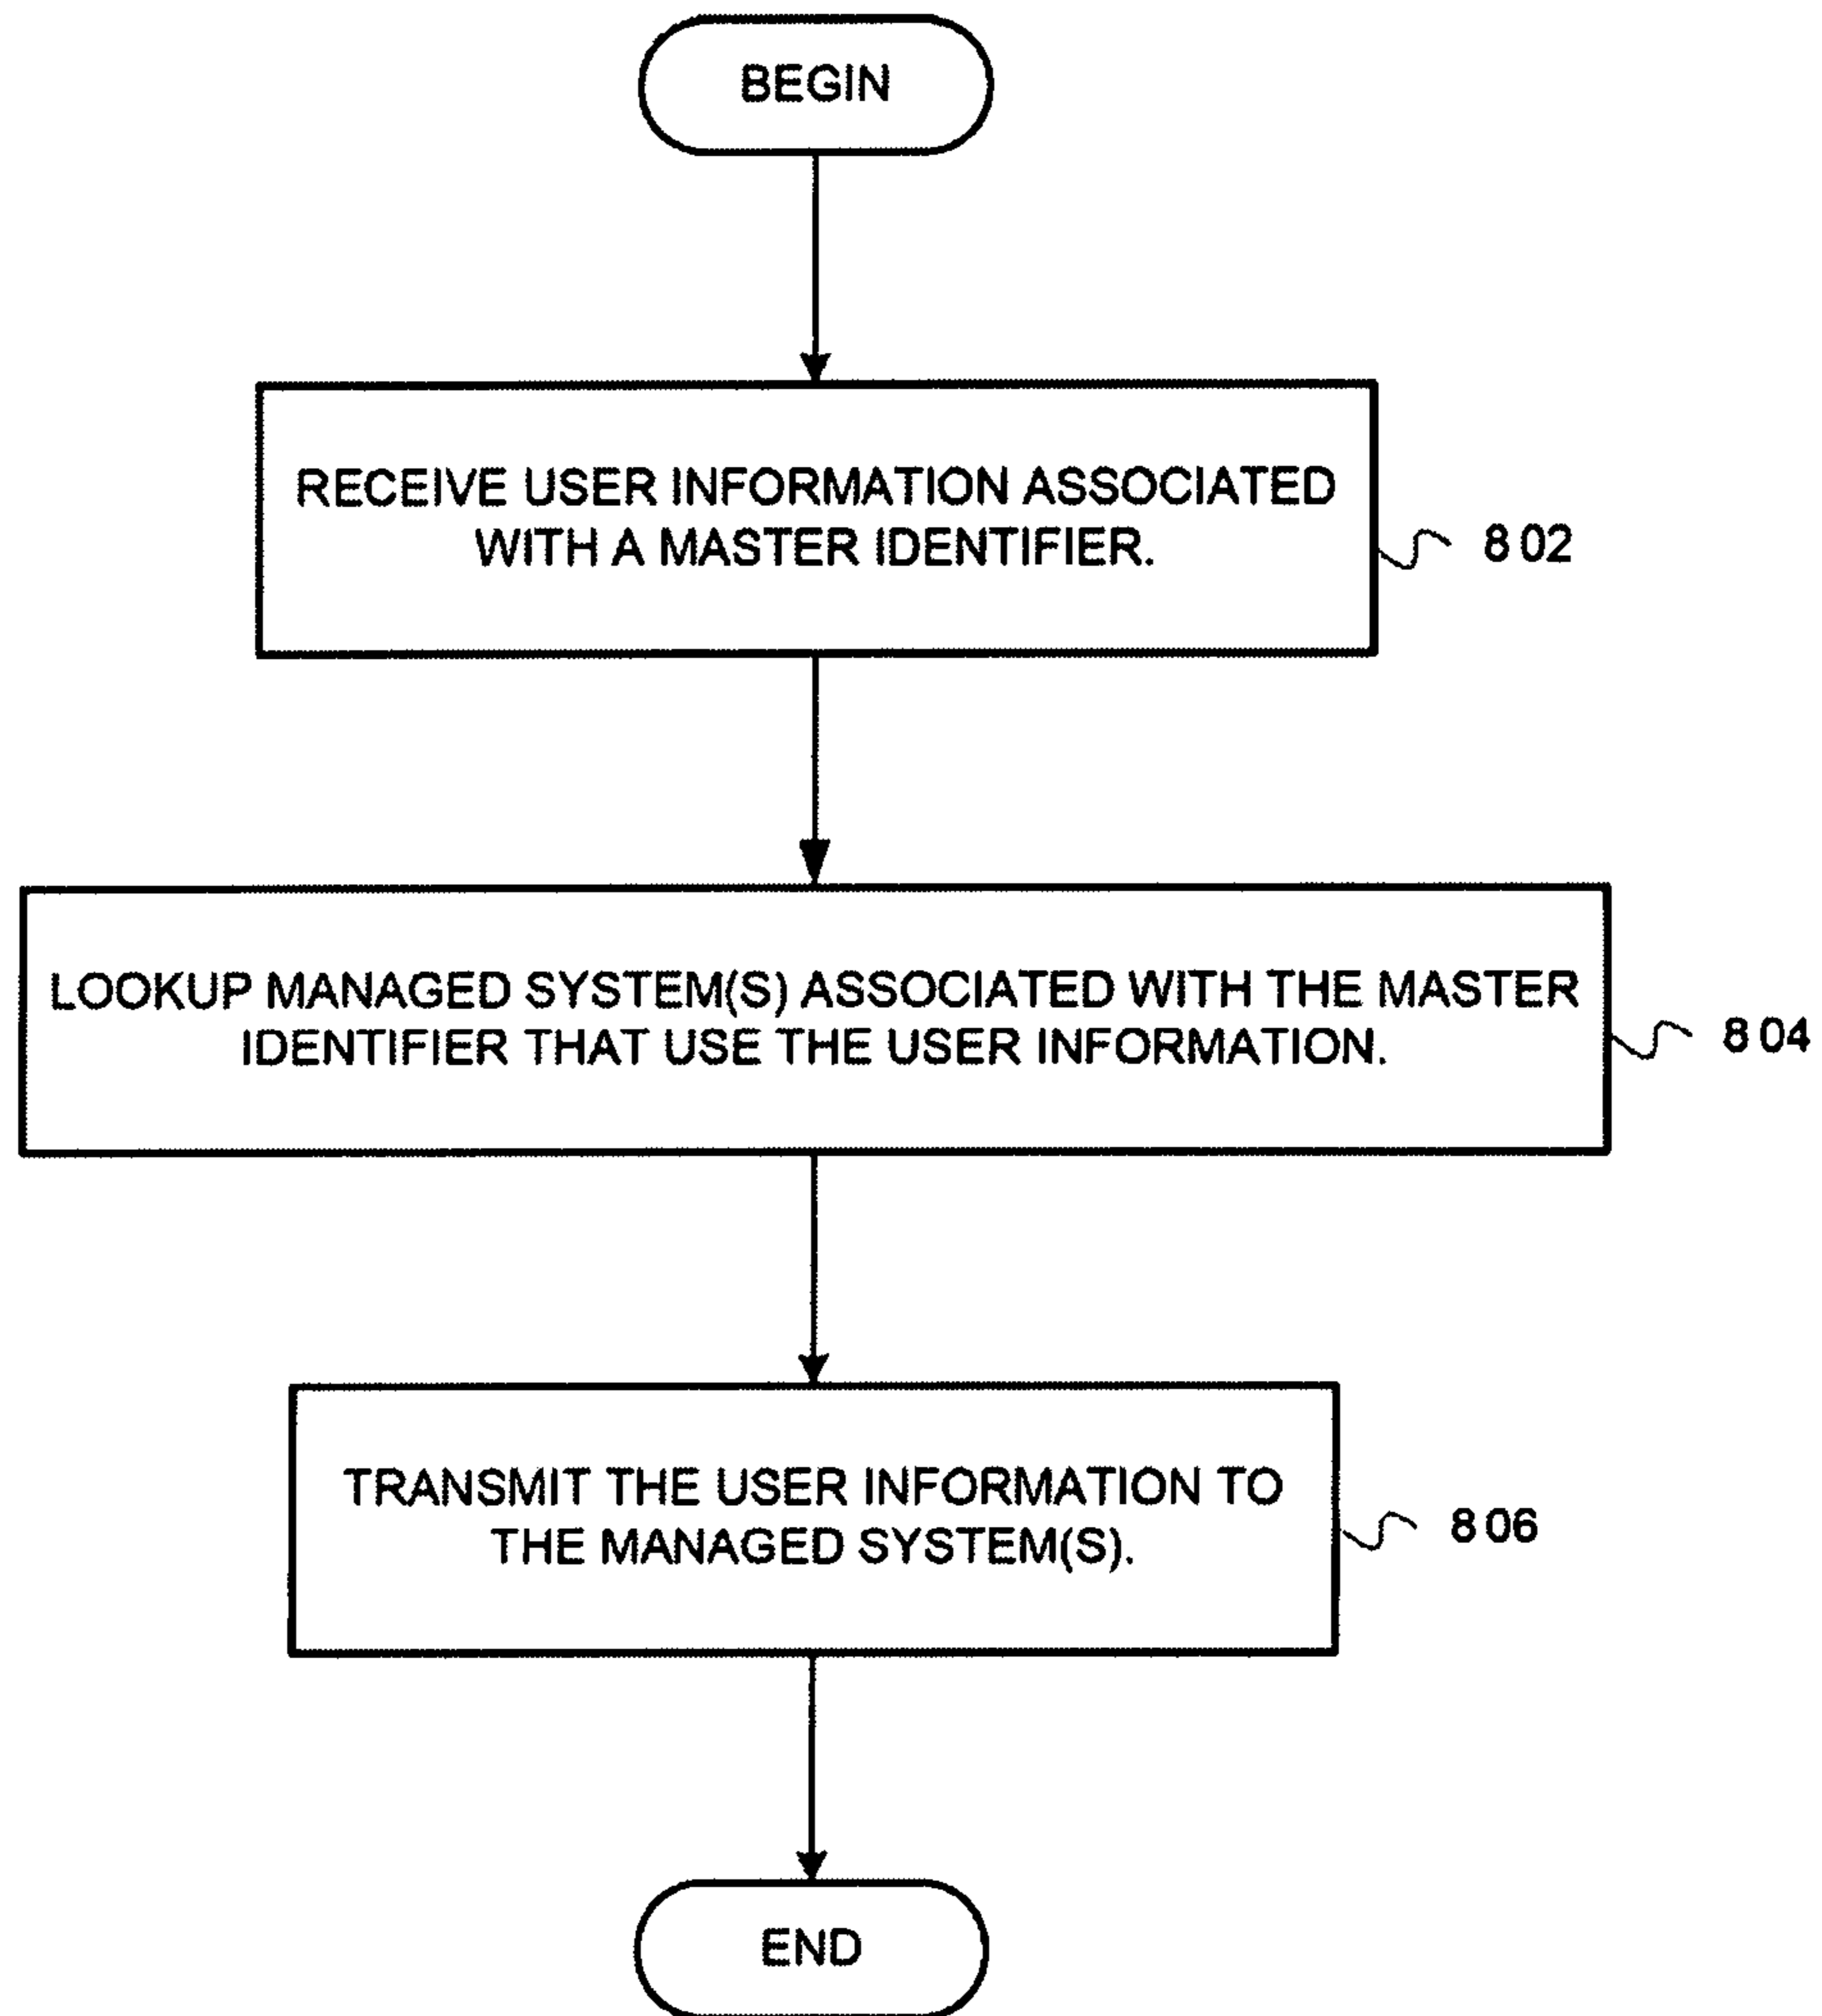 BEGIN
RECEIVE USER INFORMATION ASSOCIATED
WITH A MASTER IDENTIFIER.
802
LOOKUP MANAGED SYSTEM(S) ASSOCIATED WITH THE MASTER
IDENTIFIER THAT USE THE USER INFORMATION.
804
TRANSMIT THE USER INFORMATION TO
THE MANAGED SYSTEM(S).
806
END